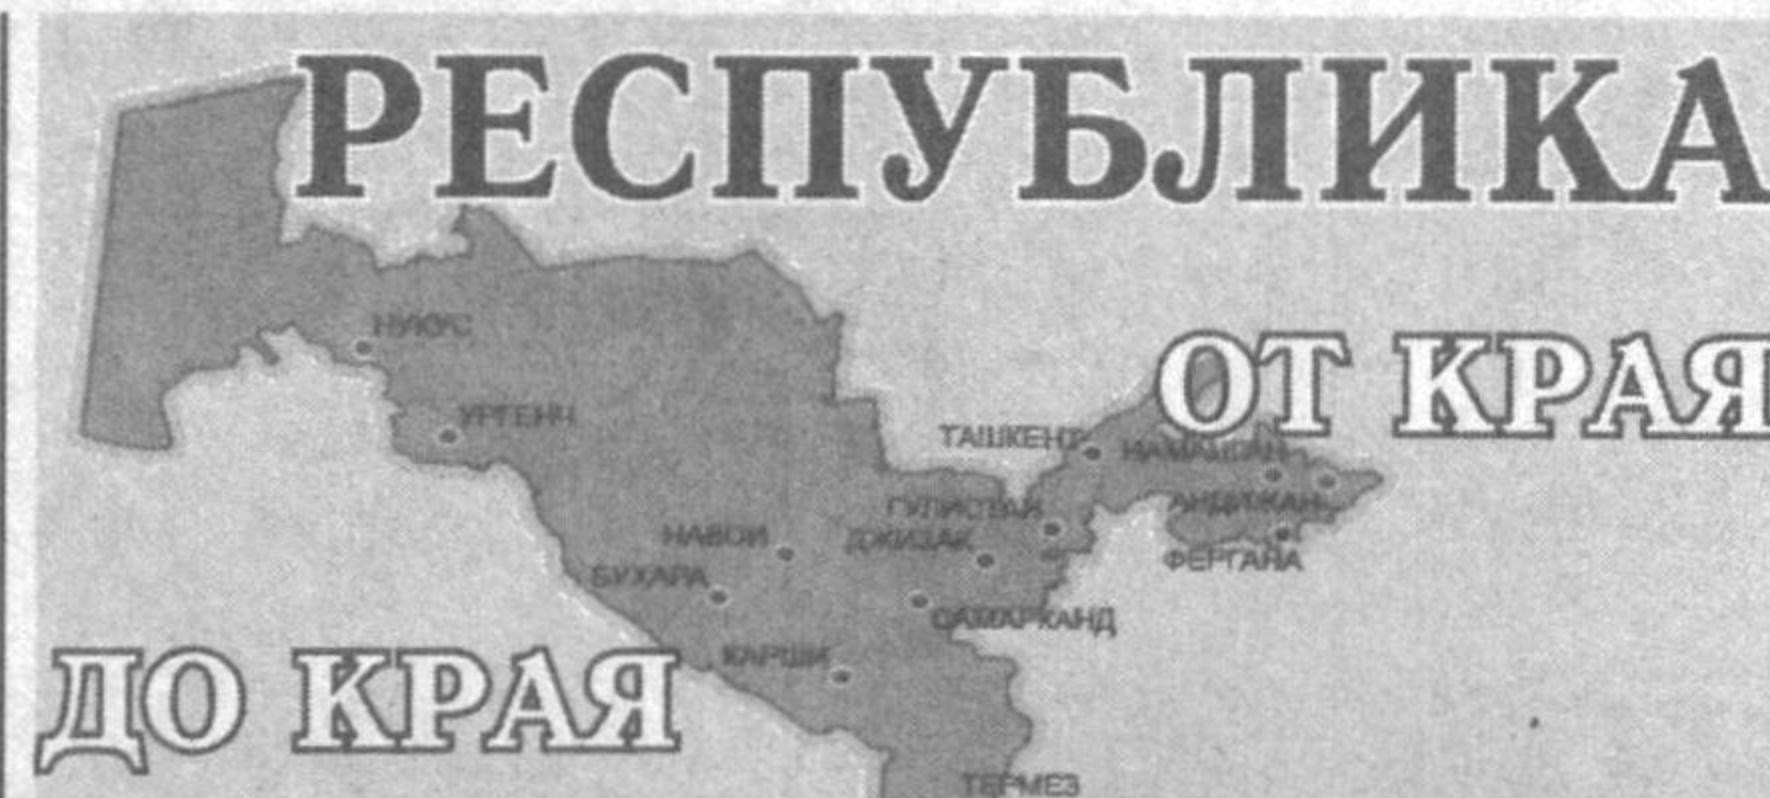 РЕСПУБЛИКА
ОТ КРАЯ
НУКУС
УРГЕНЧ
ТАШКЕНТ
НАМАНГАН
ГУЛИСТАН
АНДИЖАН
НАВОИ
ДЖИЗАК
ФЕРГАНА
БУХАРА
САМАРКАНД
КАРШИ
ДО КРАЯ
ТЕРМЕЗ